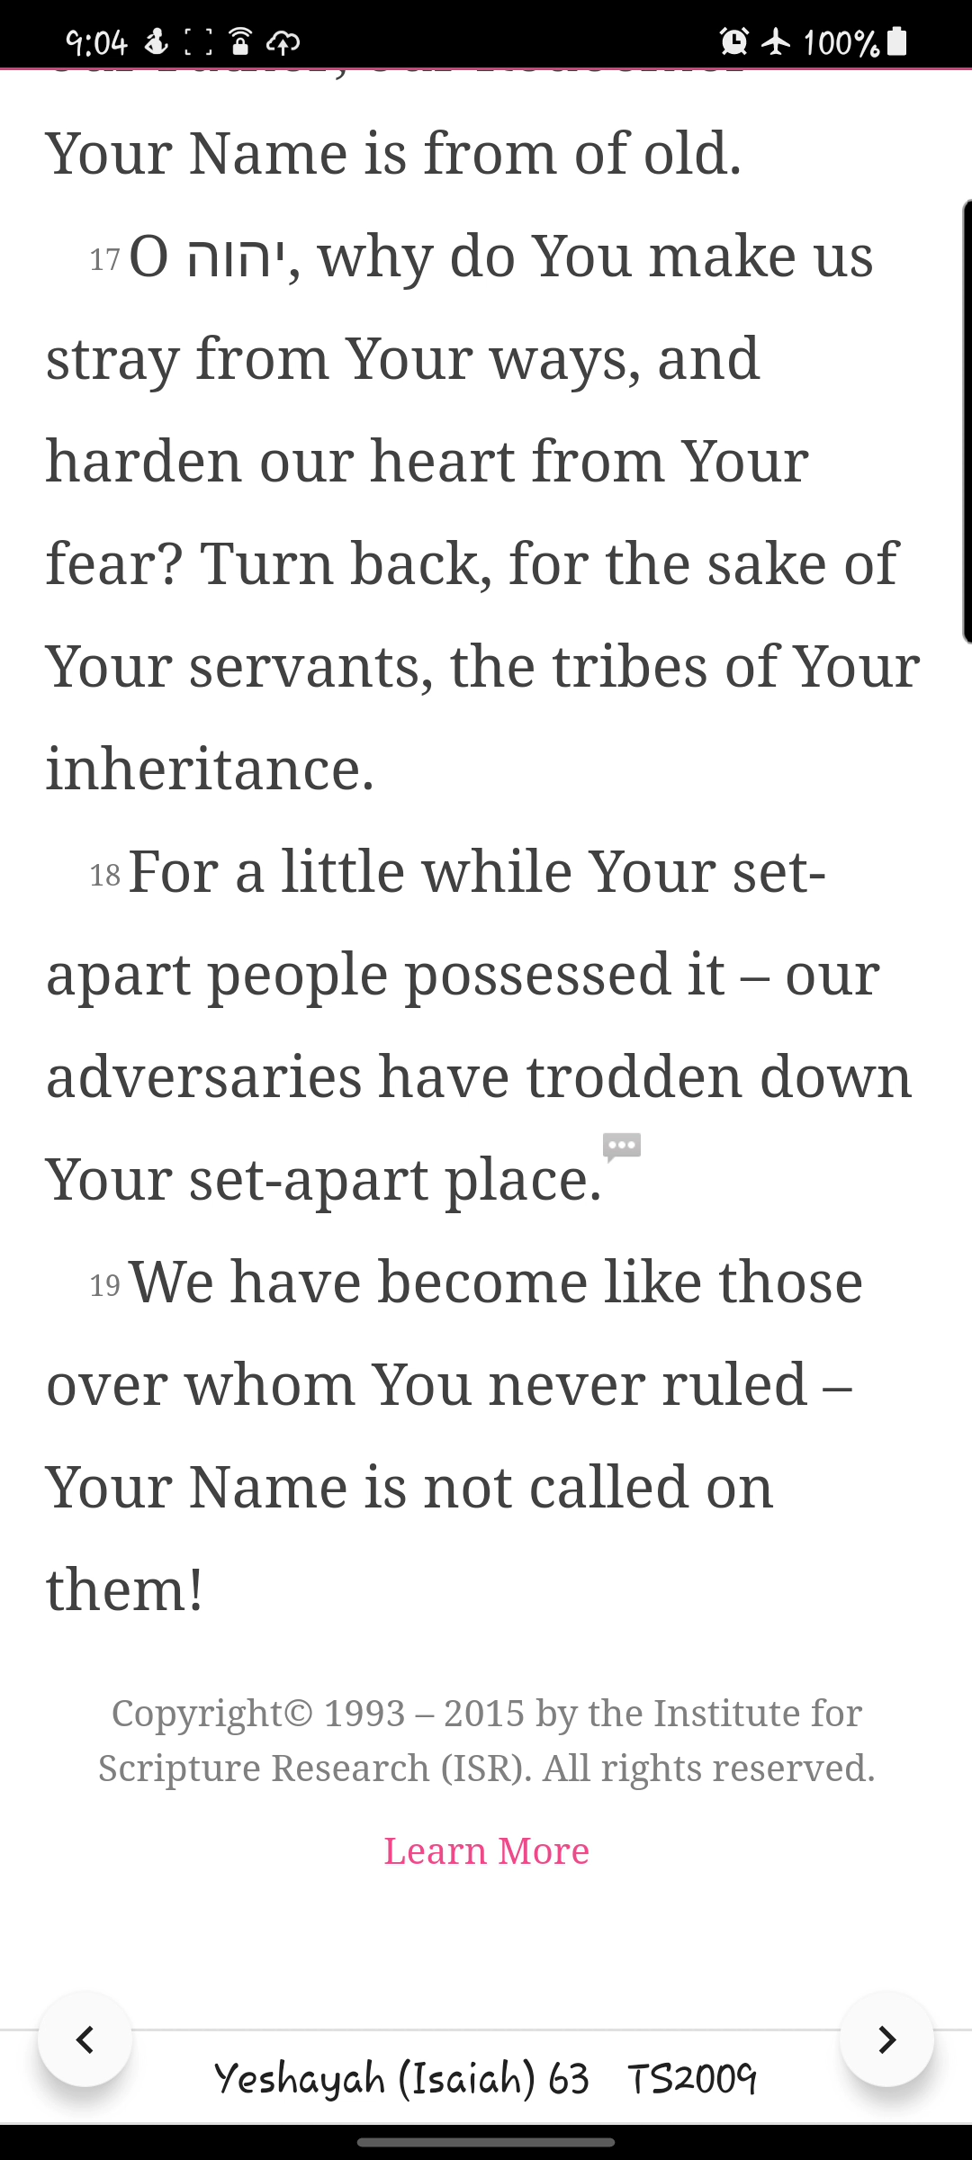 9:04 100%
Your Name is from of old.
17 O יהוה, why do You make us
stray from Your ways, and
harden our heart from Your
fear? Turn back, for the sake of
Your servants, the tribes of Your
inheritance.
18 For a little while Your set-
apart people possessed it – our
adversaries have trodden down
Your set-apart place.
19 We have become like those
over whom You never ruled –
Your Name is not called on
them!
Copyright© 1993 – 2015 by the Institute for
Scripture Research (ISR). All rights reserved.
Learn More
Yeshayah (Isaiah) 63 TS2009